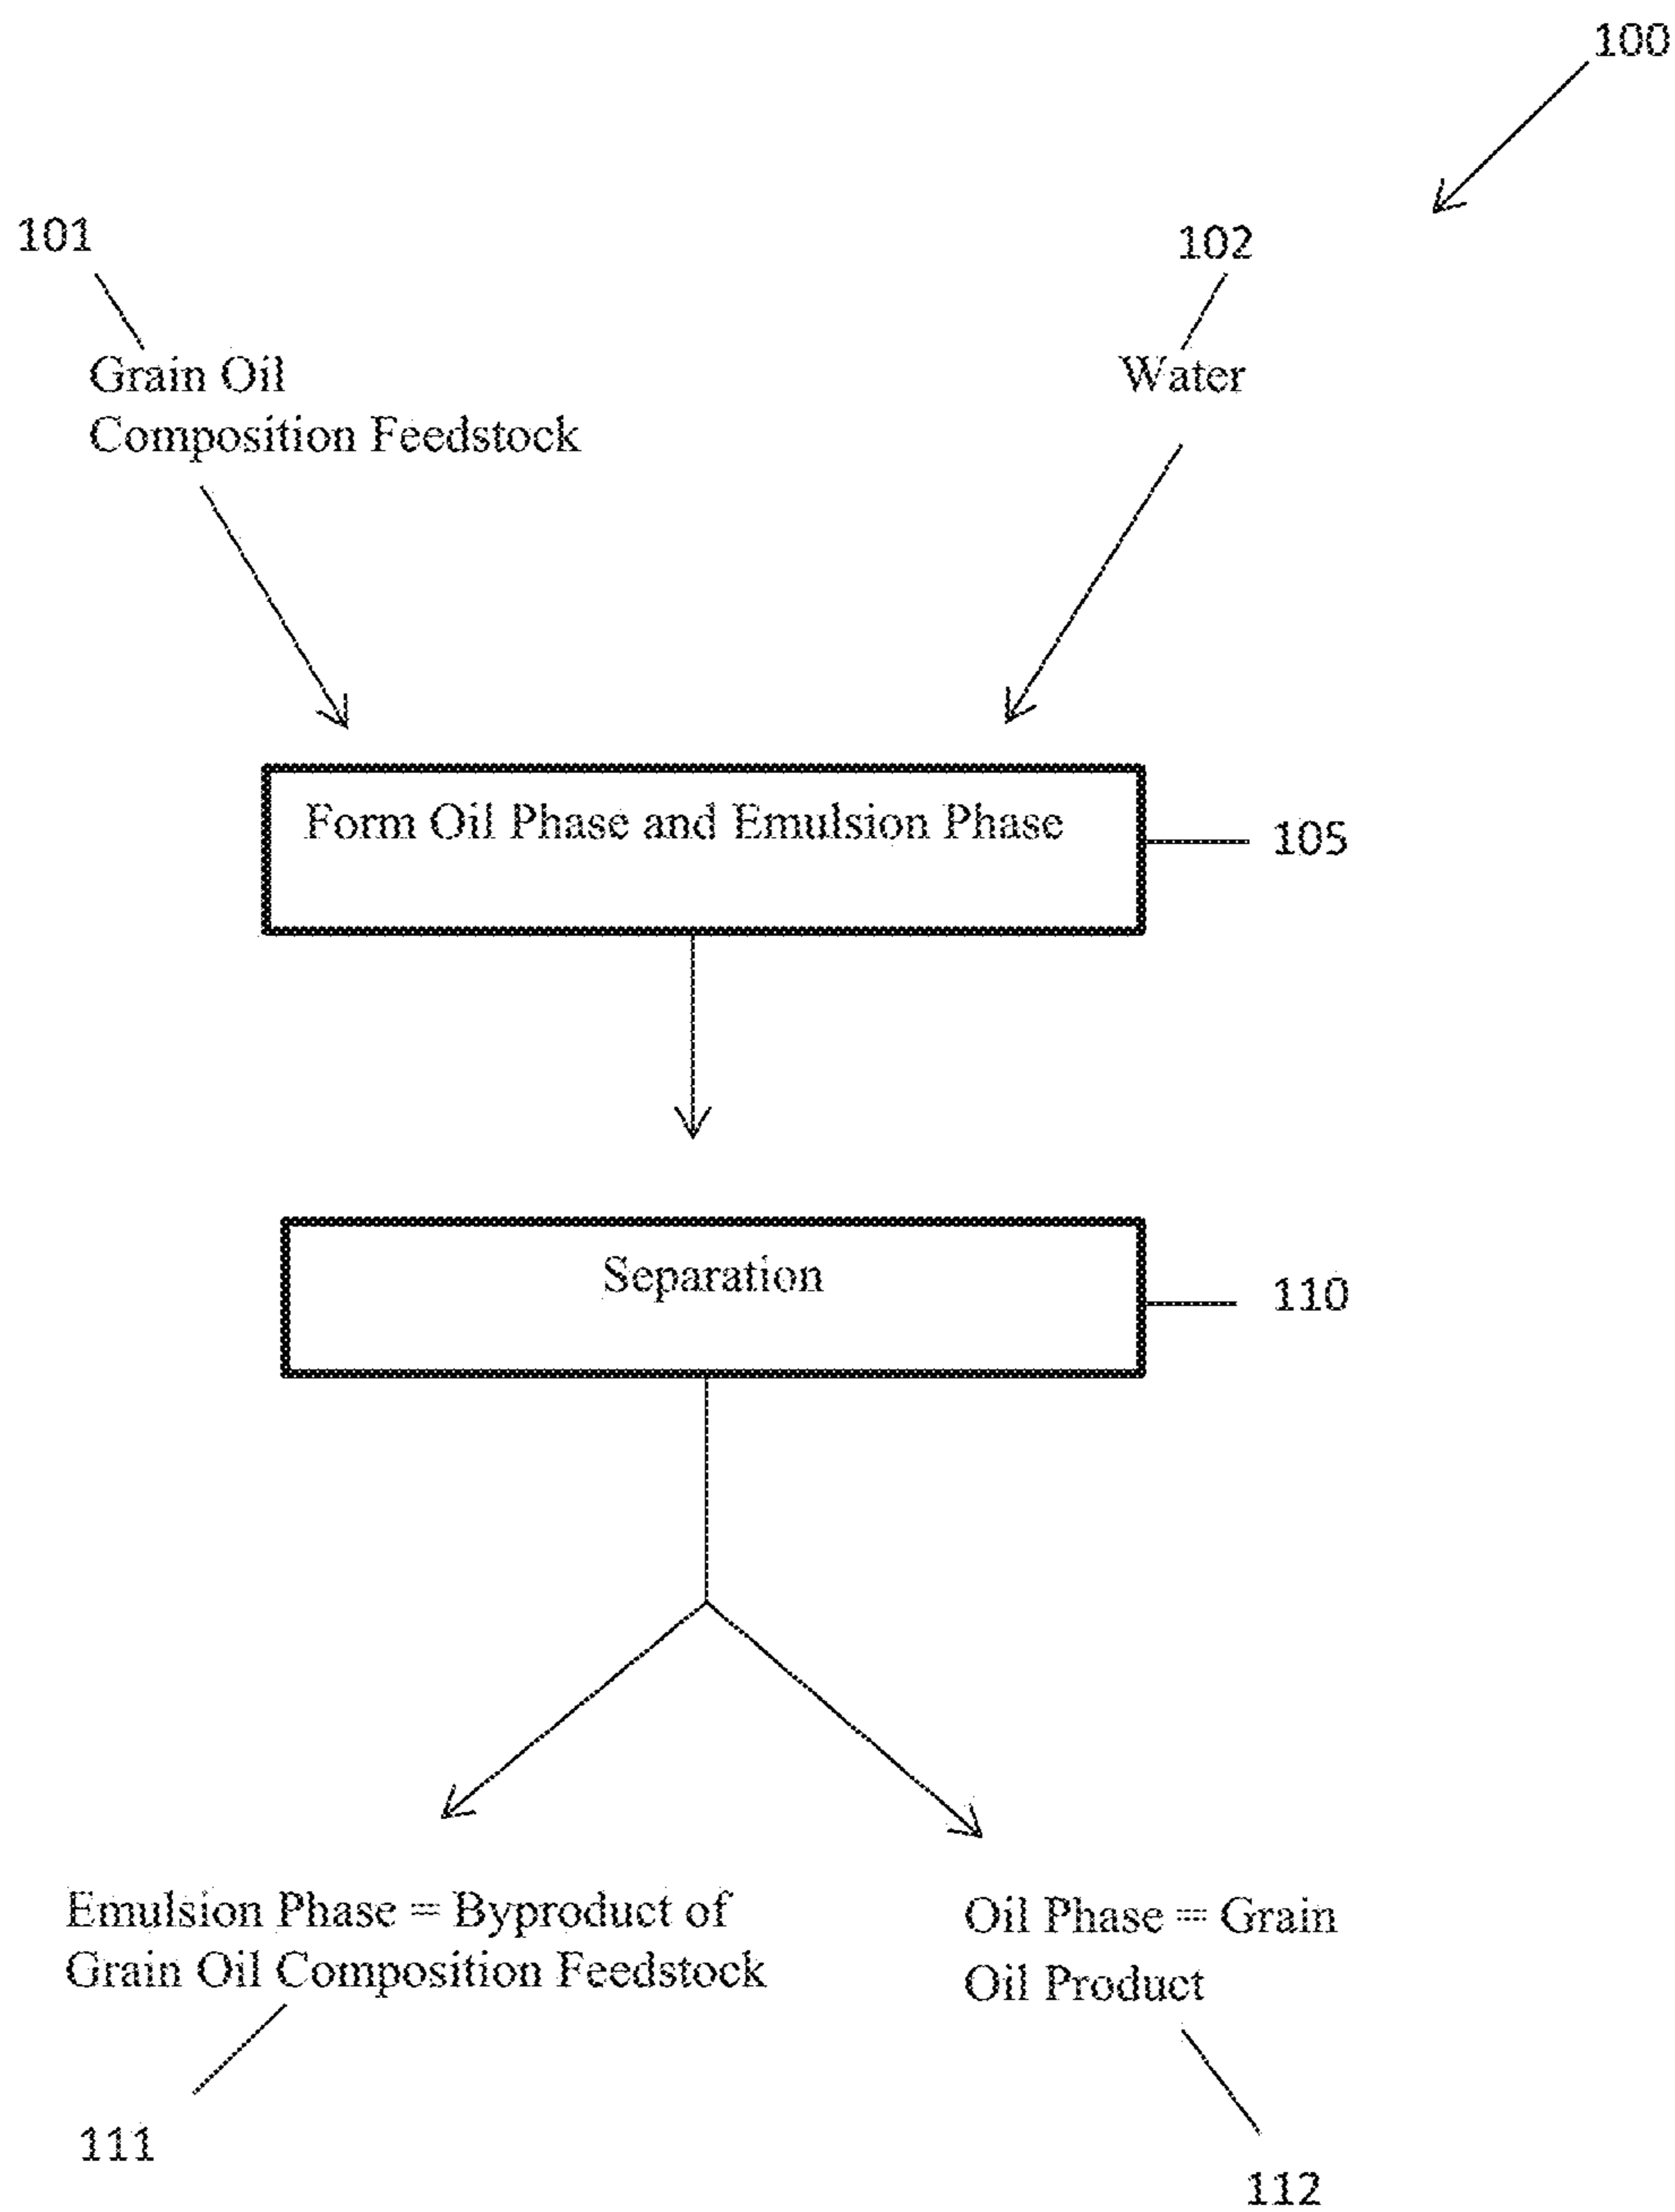 100
101
102
Grain Oil
Composition Feedstock
Water
Form Oil Phase and Emulsion Phase
105
Separation
110
Emulsion Phase = Byproduct of
Grain Oil Composition Feedstock
Oil Phase = Grain
Oil Product
111
112